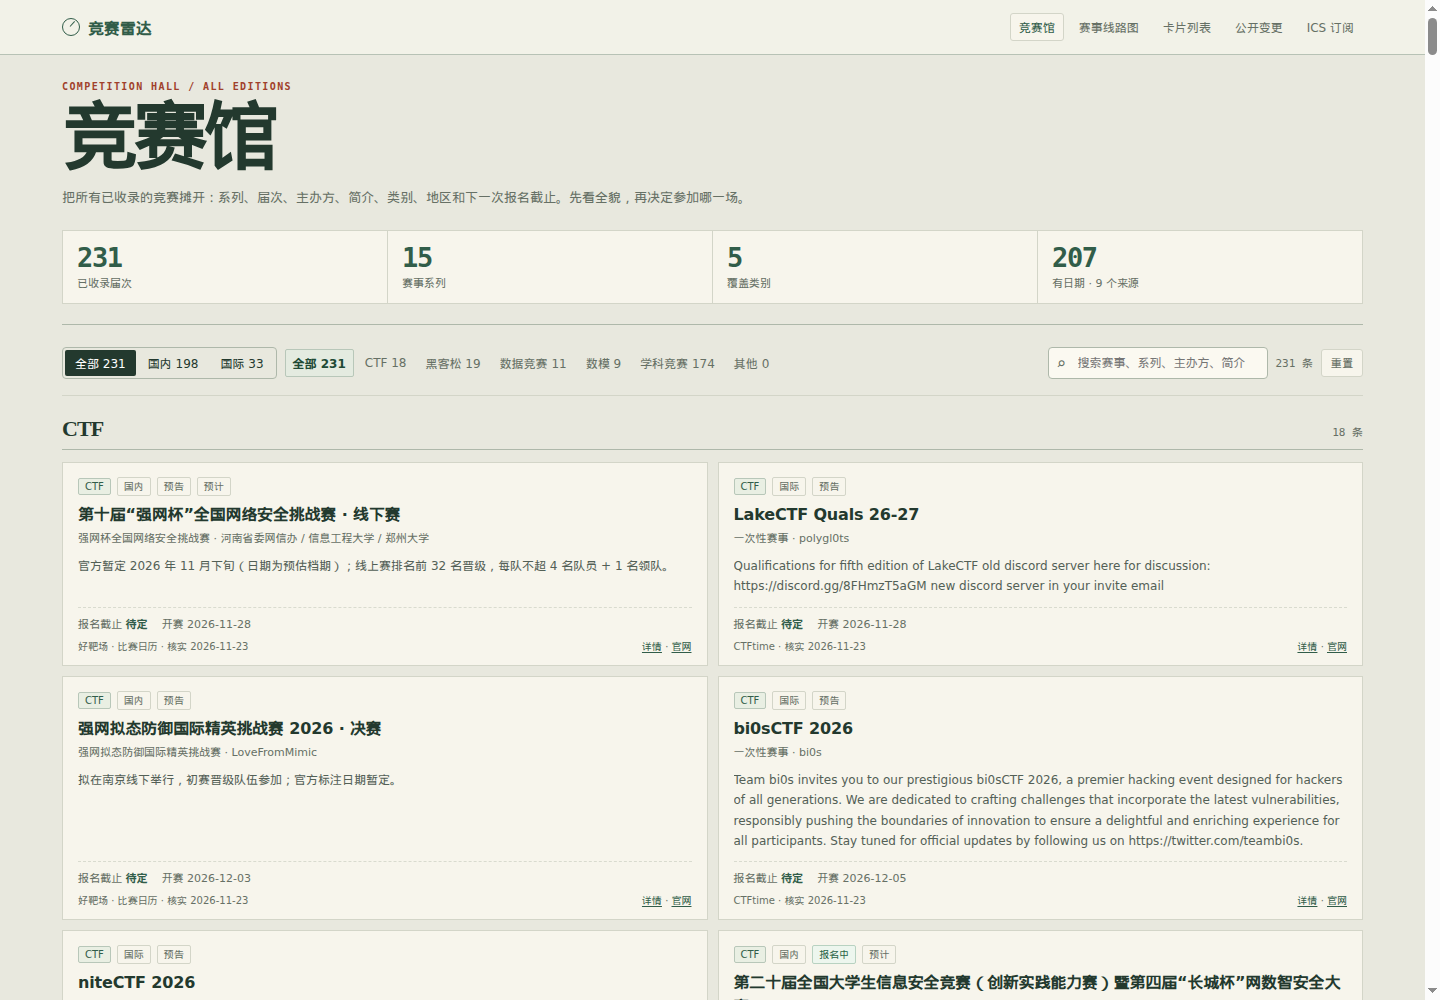 竞赛雷达
竞赛馆 赛事线路图 卡片列表 公开变更 ICS 订阅
COMPETITION HALL / ALL EDITIONS
竞赛馆
把所有已收录的竞赛摊开：系列、届次、主办方、简介、类别、地区和下一次报名截止。先看全貌，再决定参加哪一场。
231 15 5 207
已收录届次 赛事系列 覆盖类别 有日期 · 9 个来源
全部 231 国内 198 国际 33 全部 231 CTF 18 黑客松 19 数据竞赛 11 数模 9 学科竞赛 174 其他 0 搜索赛事、系列、主办方、简介 231 条 重置
CTF 18 条
CTF 国内 预告 预计
第十届“强网杯”全国网络安全挑战赛 · 线下赛
强网杯全国网络安全挑战赛 · 河南省委网信办 / 信息工程大学 / 郑州大学
官方暂定 2026 年 11 月下旬（日期为预估档期）；线上赛排名前 32 名晋级，每队不超 4 名队员 + 1 名领队。
报名截止 待定 开赛 2026-11-28
好靶场 · 比赛日历 · 核实 2026-11-23 详情 · 官网
CTF 国际 预告
LakeCTF Quals 26-27
一次性赛事 · polygl0ts
Qualifications for fifth edition of LakeCTF old discord server here for discussion:
https://discord.gg/8FHmzT5aGM new discord server in your invite email
报名截止 待定 开赛 2026-11-28
CTFtime · 核实 2026-11-23 详情 · 官网
CTF 国内 预告
强网拟态防御国际精英挑战赛 2026 · 决赛
强网拟态防御国际精英挑战赛 · LoveFromMimic
拟在南京线下举行，初赛晋级队伍参加；官方标注日期暂定。
报名截止 待定 开赛 2026-12-03
好靶场 · 比赛日历 · 核实 2026-11-23 详情 · 官网
CTF 国际 预告
bi0sCTF 2026
一次性赛事 · bi0s
Team bi0s invites you to our prestigious bi0sCTF 2026, a premier hacking event designed for hackers
of all generations. We are dedicated to crafting challenges that incorporate the latest vulnerabilities,
responsibly pushing the boundaries of innovation to ensure a delightful and enriching experience for
all participants. Stay tuned for official updates by following us on https://twitter.com/teambi0s.
报名截止 待定 开赛 2026-12-05
CTFtime · 核实 2026-11-23 详情 · 官网
CTF 国际 预告
niteCTF 2026
CTF 国内 报名中 预计
第二十届全国大学生信息安全竞赛（创新实践能力赛）暨第四届“长城杯”网数智安全大